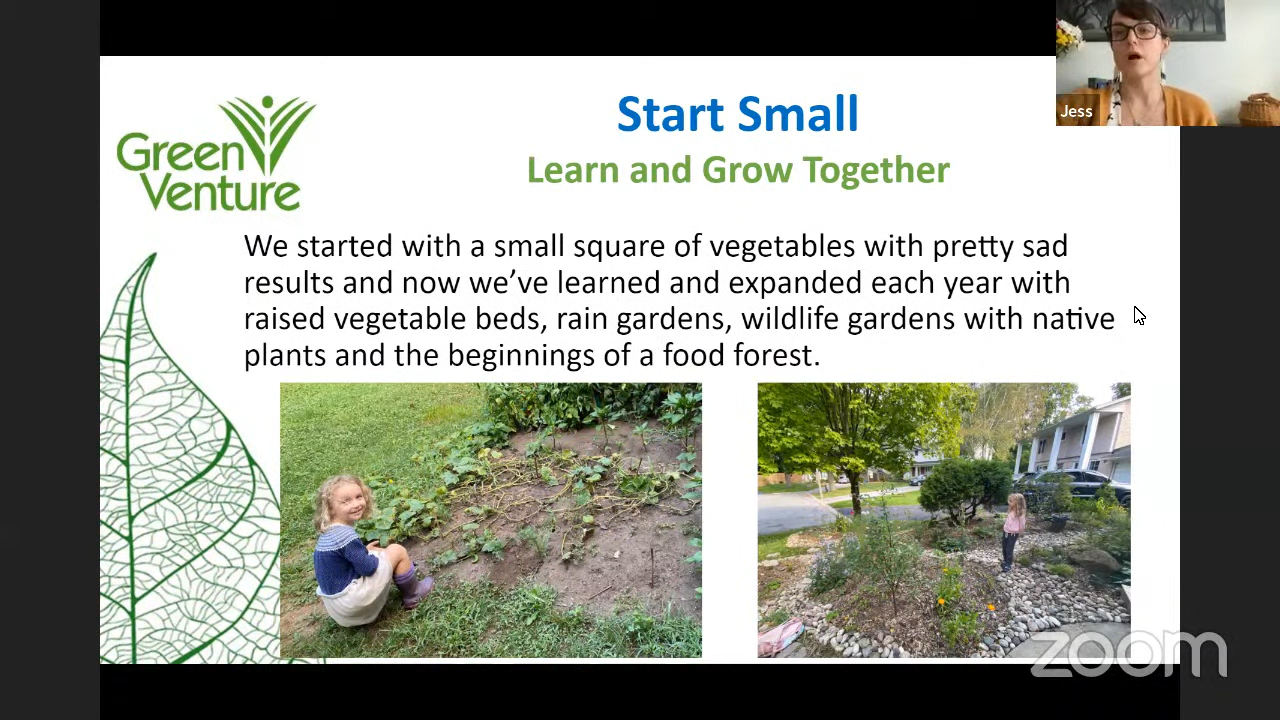 Jess
Green
Venture
Start Small
Learn and Grow Together
We started with a small square of vegetables with pretty sad
results and now we’ve learned and expanded each year with
raised vegetable beds, rain gardens, wildlife gardens with native
plants and the beginnings of a food forest.
zoom